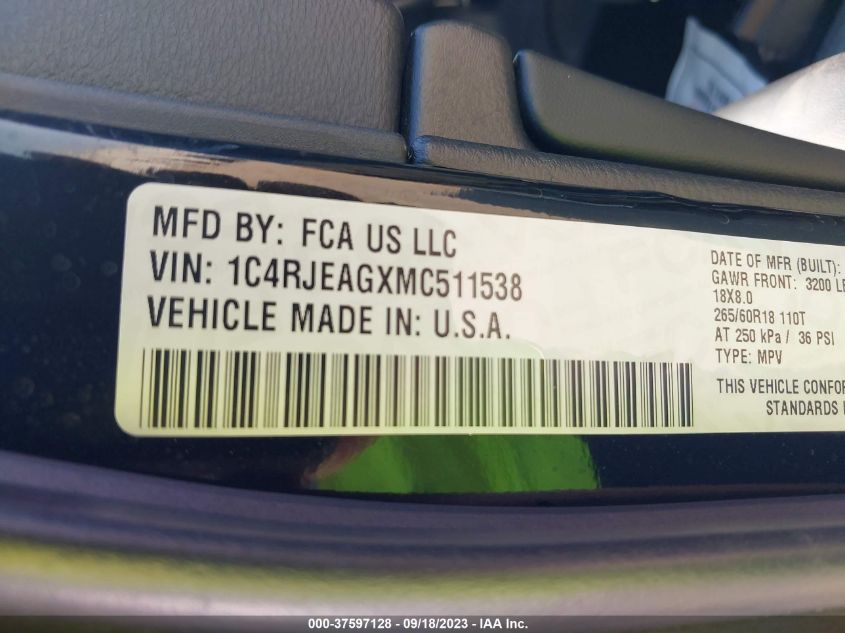 MFD BY: FCA US LLC
VIN: 1C4RJEAGXMC511538
VEHICLE MADE IN: U.S.A.
DATE OF MFR (BUILT):
GAWR FRONT: 3200
18X8.0
265/60R18 110T
AT 250 kPa / 36 PSI
TYPE: MPV
THIS VEHICLE
STANDARDS
000-37597128 - 09/18/2023 - IAA Inc.